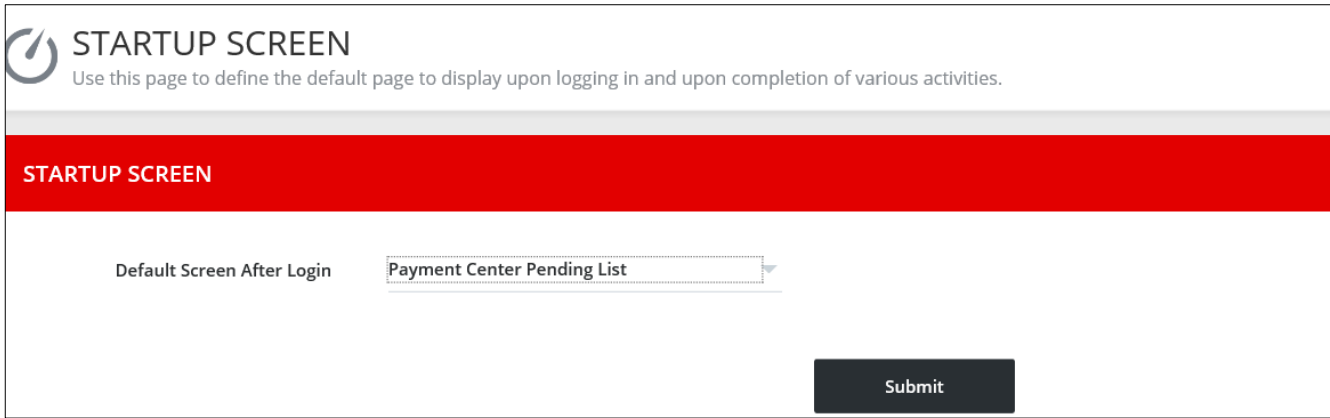 STARTUP SCREEN
Use this page to define the default page to display upon logging in and upon completion of various activities.
STARTUP SCREEN
Default Screen After Login Payment Center Pending List
Submit